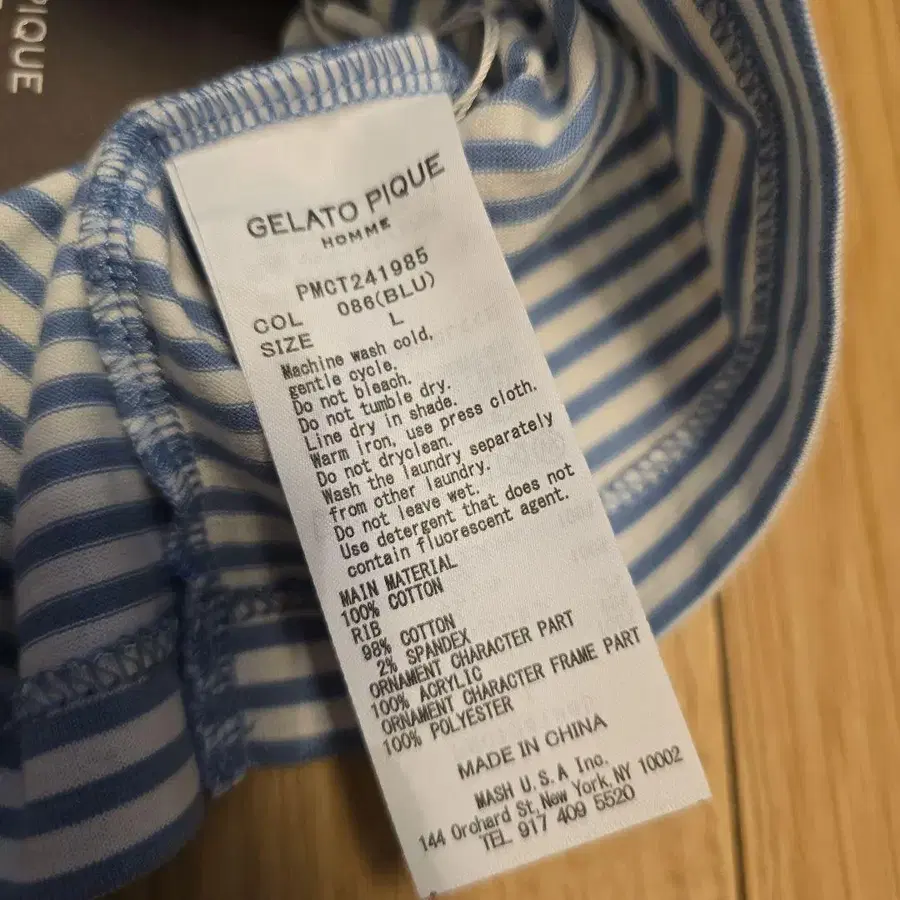 PIQUE
GELATO PIQUE
HOMME
PMCT241985
COL 086(BLU)
SIZE L
Machine wash cold,
gentle cycle.
Do not bleach.
Do not tumble dry.
Line dry in shade.
Warm iron, use press cloth.
Do not dryclean.
Wash the laundry separately
from other laundry.
Do not leave wet.
Use detergent that does not
contain fluorescent agent.
MAIN MATERIAL
100% COTTON
RIB
98% COTTON
2% SPANDEX
ORNAMENT CHARACTER PART
100% ACRYLIC
ORNAMENT CHARACTER FRAME PART
100% POLYESTER
MADE IN CHINA
MASH U.S.A Inc.
144 Orchard St, New York, NY 10002
TEL 917 409 5520